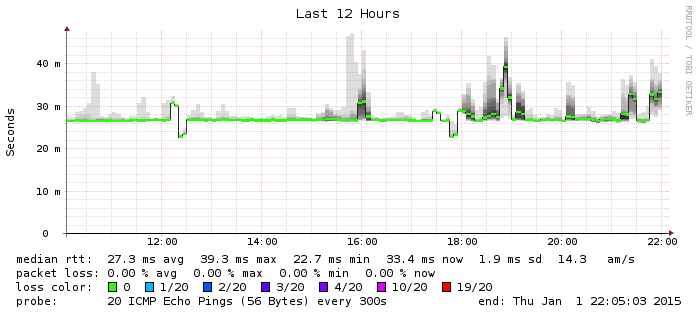 Last 12 Hours
RRDTOOL / TOBI OETIKER
Seconds
40 m
30 m
20 m
10 m
0
12:00 14:00 16:00 18:00 20:00 22:00
median rtt: 27.3 ms avg 39.3 ms max 22.7 ms min 33.4 ms now 1.9 ms sd 14.3 am/s
packet loss: 0.00 % avg 0.00 % max 0.00 % min 0.00 % now
loss color: 0 1/20 2/20 3/20 4/20 10/20 19/20
probe: 20 ICMP Echo Pings (56 Bytes) every 300s end: Thu Jan 1 22:05:03 2015